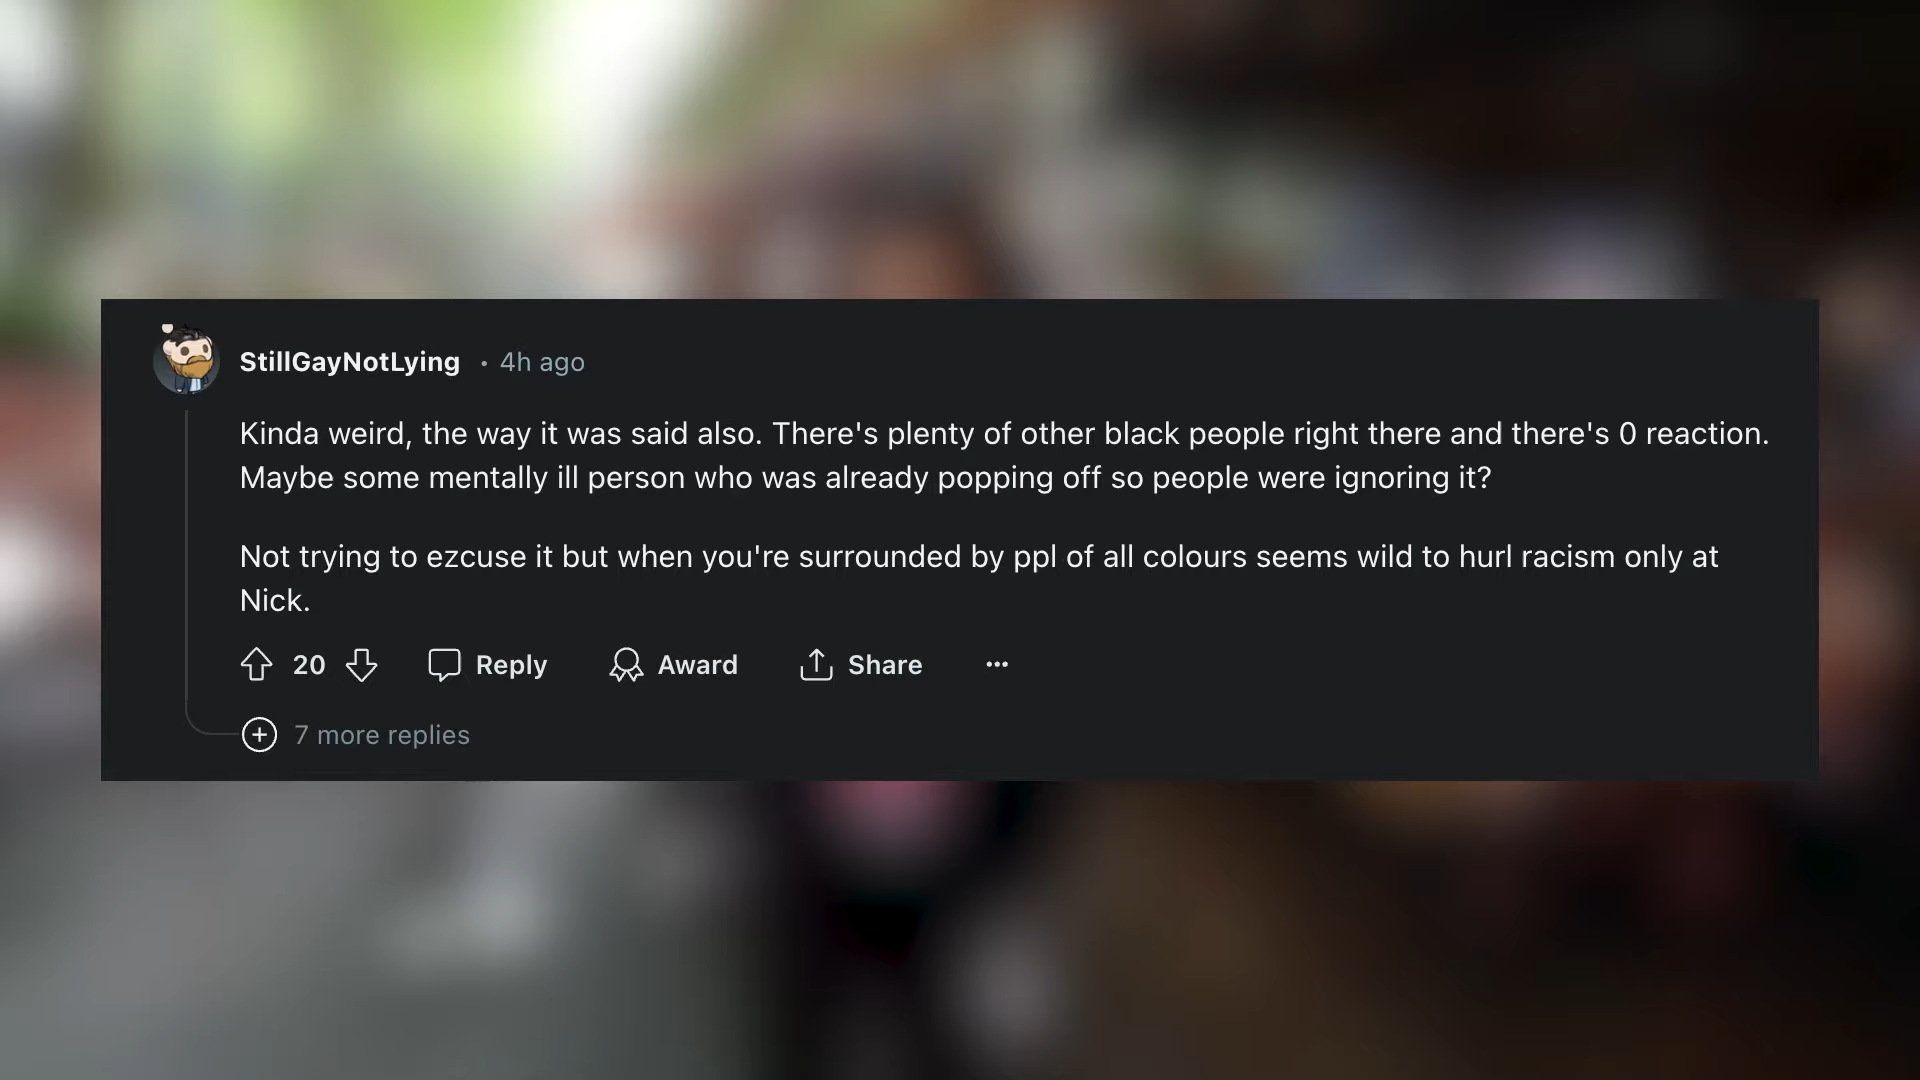 StillGayNotLying • 4h ago
Kinda weird, the way it was said also. There's plenty of other black people right there and there's 0 reaction.
Maybe some mentally ill person who was already popping off so people were ignoring it?
Not trying to ezcuse it but when you're surrounded by ppl of all colours seems wild to hurl racism only at
Nick.
20 Reply Award Share ...
7 more replies